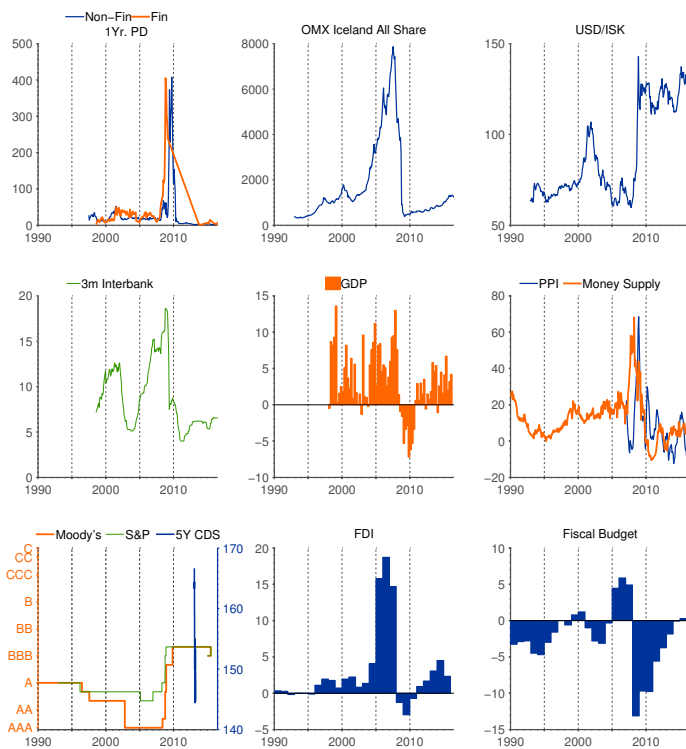 Non−Fin Fin
1Yr. PD
500
400
300
200
100
0
1990 2000 2010
OMX Iceland All Share
8000
6000
4000
2000
0
1990 2000 2010
USD/ISK
150
100
50
1990 2000 2010
3m Interbank
20
15
10
5
0
1990 2000 2010
GDP
15
10
5
0
−5
−10
1990 2000 2010
PPI Money Supply
80
60
40
20
0
−20
1990 2000 2010
Moody's S&P 5Y CDS
C
CC
CCC
B
BB
BBB
A
AA
AAA
170
160
150
140
1990 2000 2010
FDI
20
15
10
5
0
−5
1990 2000 2010
Fiscal Budget
10
5
0
−5
−10
−15
1990 2000 2010